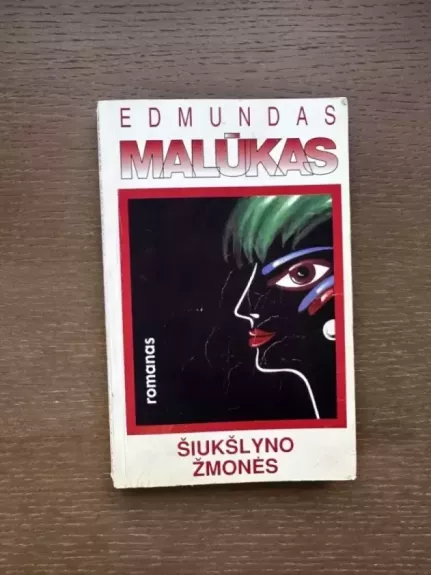 EDMUNDAS
MALŪKAS
romanas
ŠIUKŠLYNO
ŽMONĖS